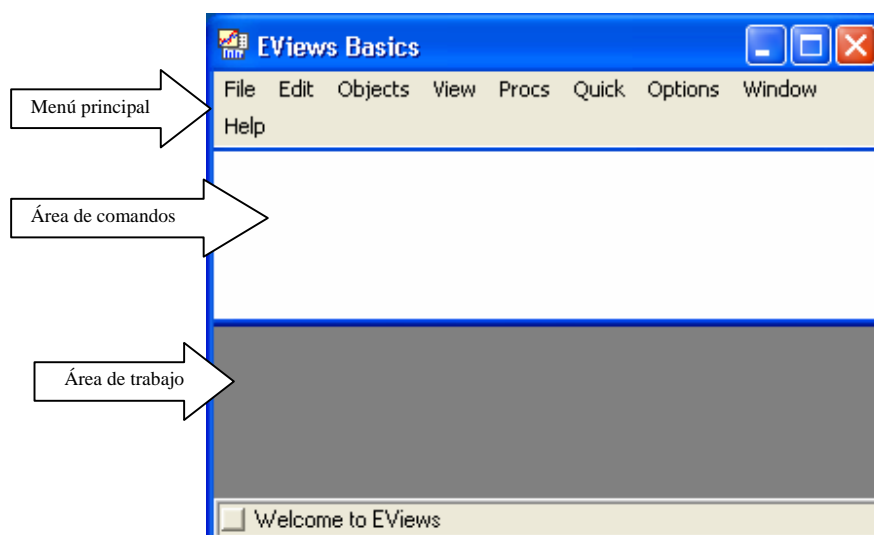 EViews Basics
File Edit Objects View Procs Quick Options Window
Help
Menú principal
Área de comandos
Área de trabajo
Welcome to EViews